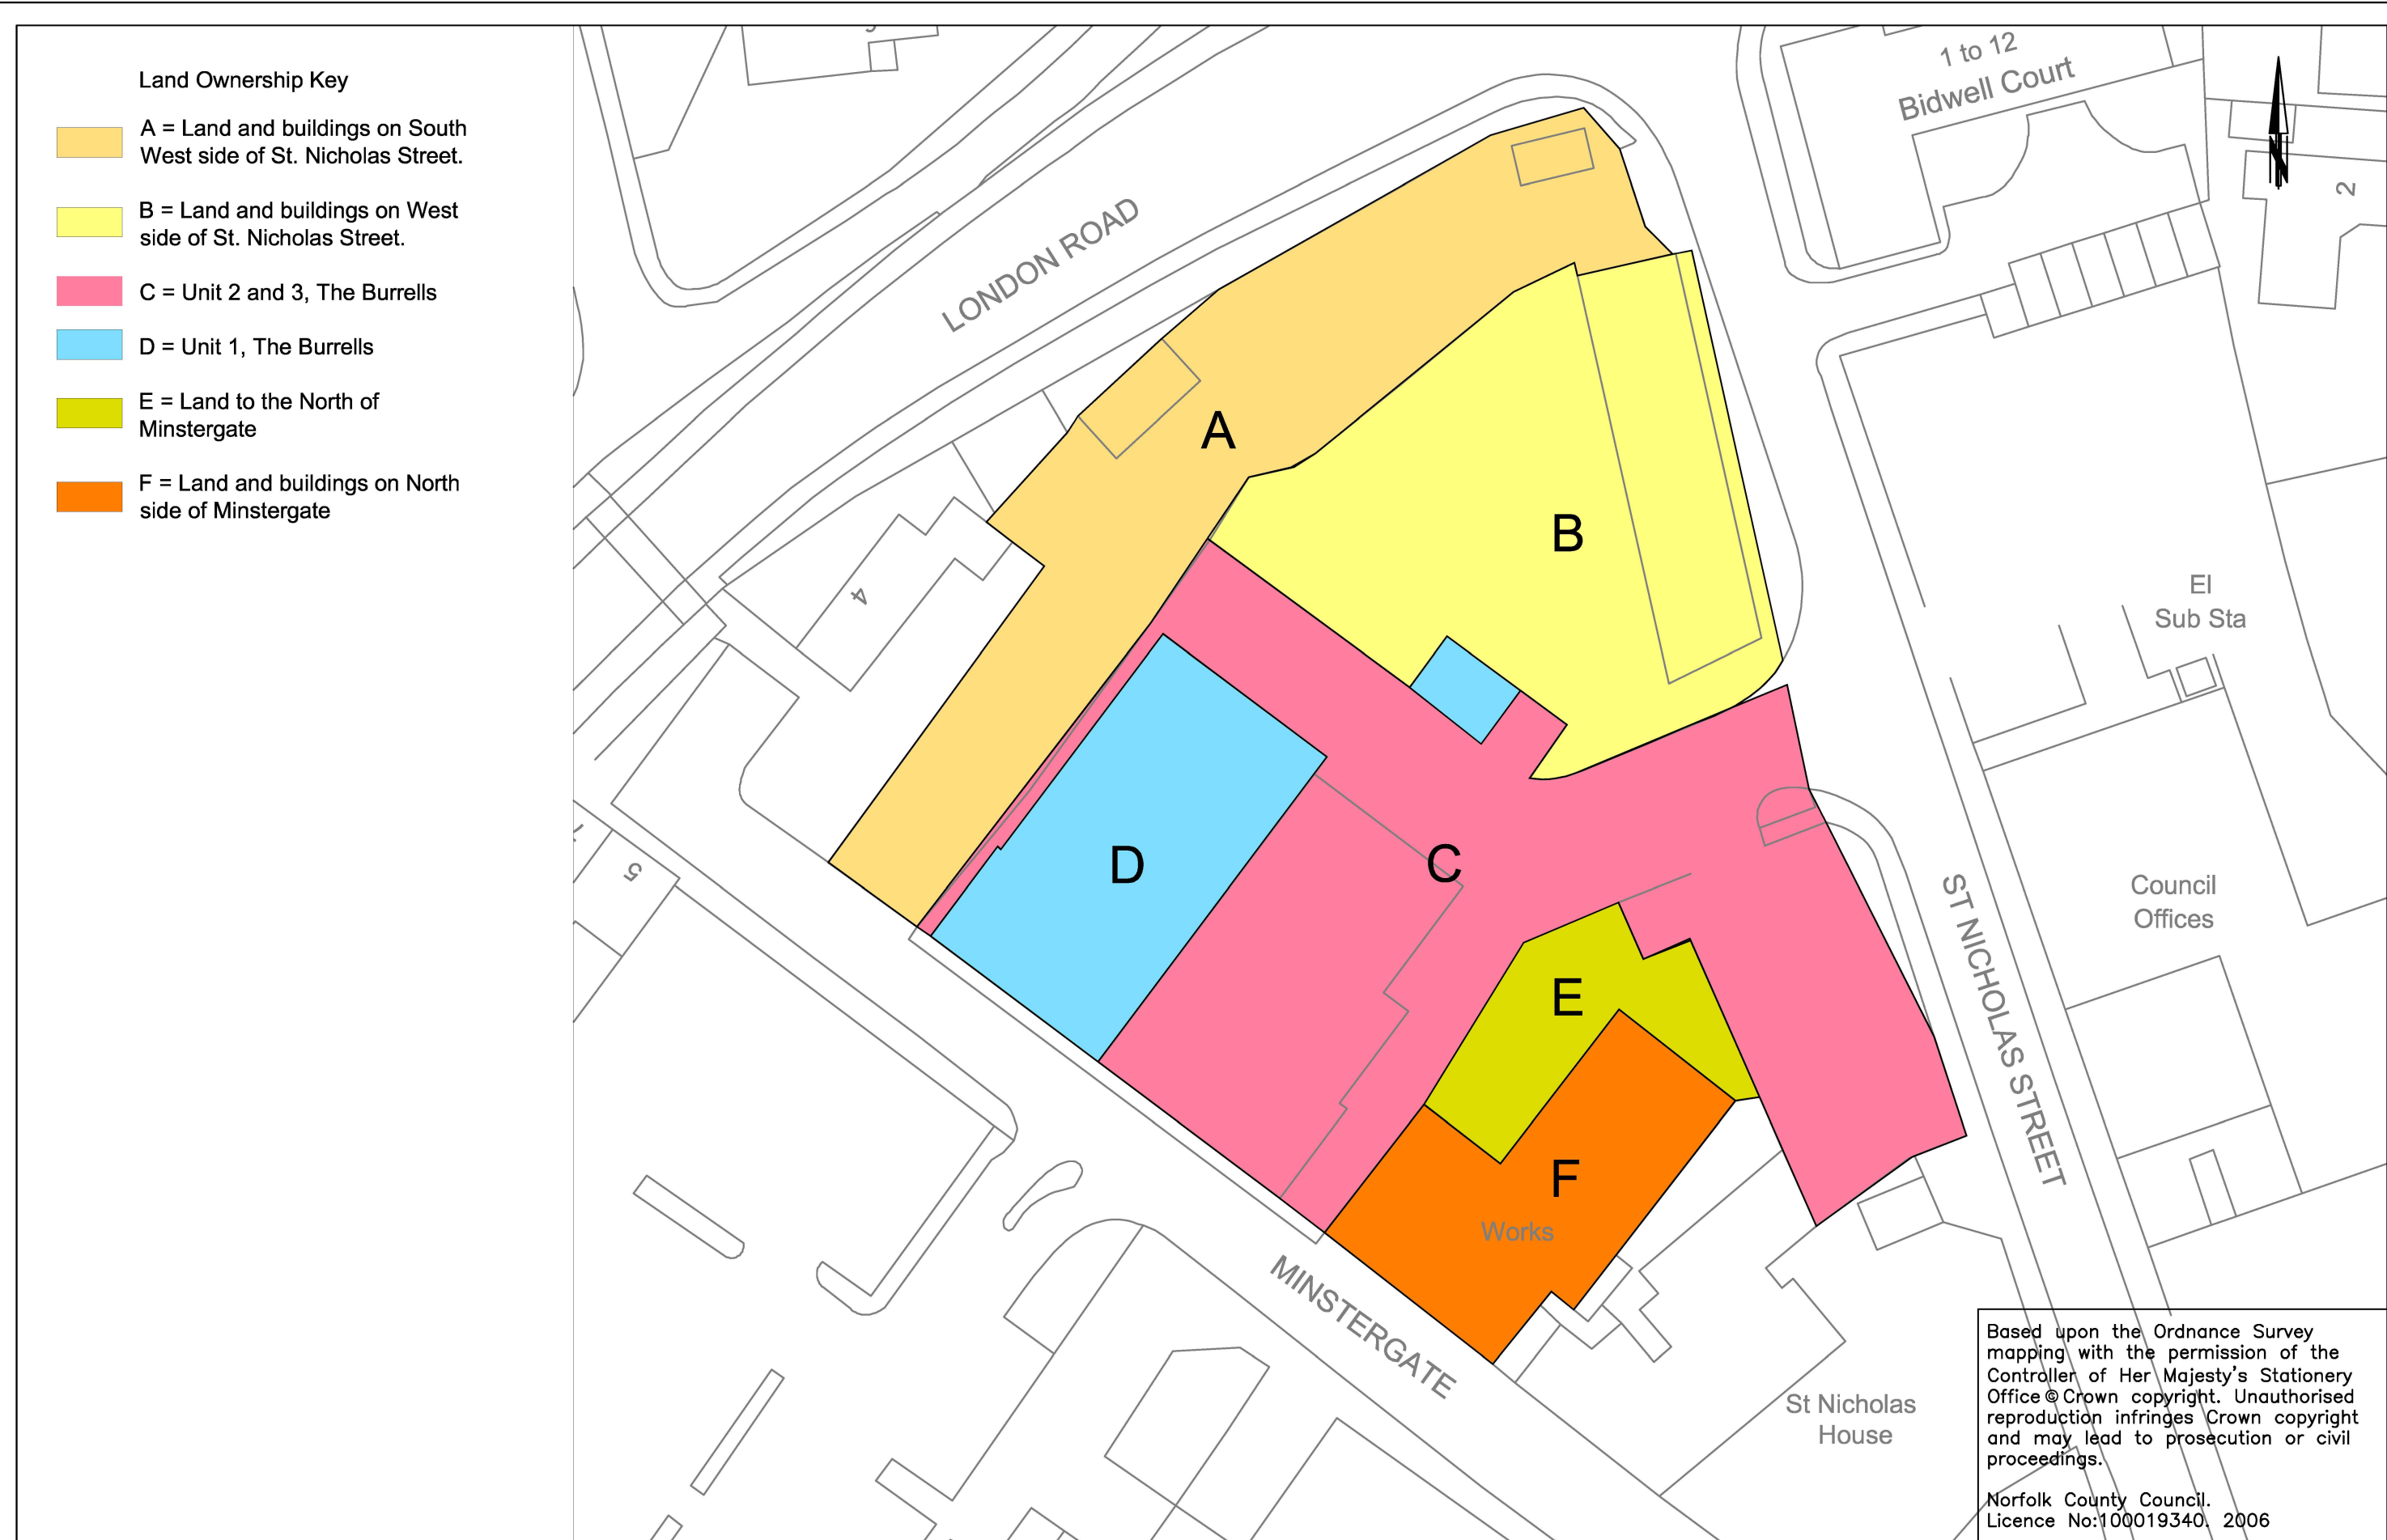 Land Ownership Key
A = Land and buildings on South
West side of St. Nicholas Street.
B = Land and buildings on West
side of St. Nicholas Street.
C = Unit 2 and 3, The Burrells
D = Unit 1, The Burrells
E = Land to the North of
Minstergate
F = Land and buildings on North
side of Minstergate
1 to 12
Bidwell Court
N
2
LONDON ROAD
A
B
4
El
Sub Sta
5
D
C
Council
Offices
E
ST NICHOLAS STREET
F
Works
MINSTERGATE
St Nicholas
House
Based upon the Ordnance Survey
mapping with the permission of the
Controller of Her Majesty's Stationery
Office © Crown copyright. Unauthorised
reproduction infringes Crown copyright
and may lead to prosecution or civil
proceedings.
Norfolk County Council.
Licence No:100019340. 2006